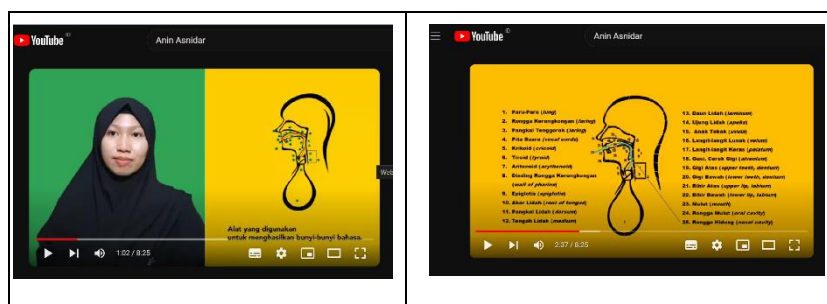 YouTube ID
Anin Asnidar
Alat yang digunakan
untuk menghasilkan bunyi-bunyi bahasa.
1:02 / 8:25
Web
YouTube
Anin Asnidar
1. Paru-Paru (lung)
2. Rongga Kerongkongan (faring)
3. Pangkal Tenggorok (laring)
4. Pita Suara (vocal cords)
5. Krikoid (cricoid)
6. Tiroid (tyroid)
7. Aritenoid (arythenoid)
8. Dinding Rongga Kerongkongan
(wall of pharinx)
9. Epiglotis (epiglottis)
10. Akar Lidah (root of tongue)
11. Pangkal Lidah (dorsum)
12. Tengah Lidah (medium)
13. Daun Lidah (laminum)
14. Ujung Lidah (apeks)
15. Anak Tekak (uvula)
16. Langit-langit Lunak (velum)
17. Langit-langit Keras (palatum)
18. Gusi, Ceruk Gigi (alveolum)
19. Gigi Atas (upper teeth, dentum)
20. Gigi Bawah (lower teeth, dentum)
21. Bibir Atas (upper lip, labium)
22. Bibir Bawah (lower lip, labium)
23. Mulut (mouth)
24. Rongga Mulut (oral cavity)
25. Rongga Hidung (nasal cavity)
2:37 / 8:25